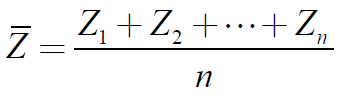 Z̅ = (Z₁ + Z₂ + ⋯ + Zₙ) / n